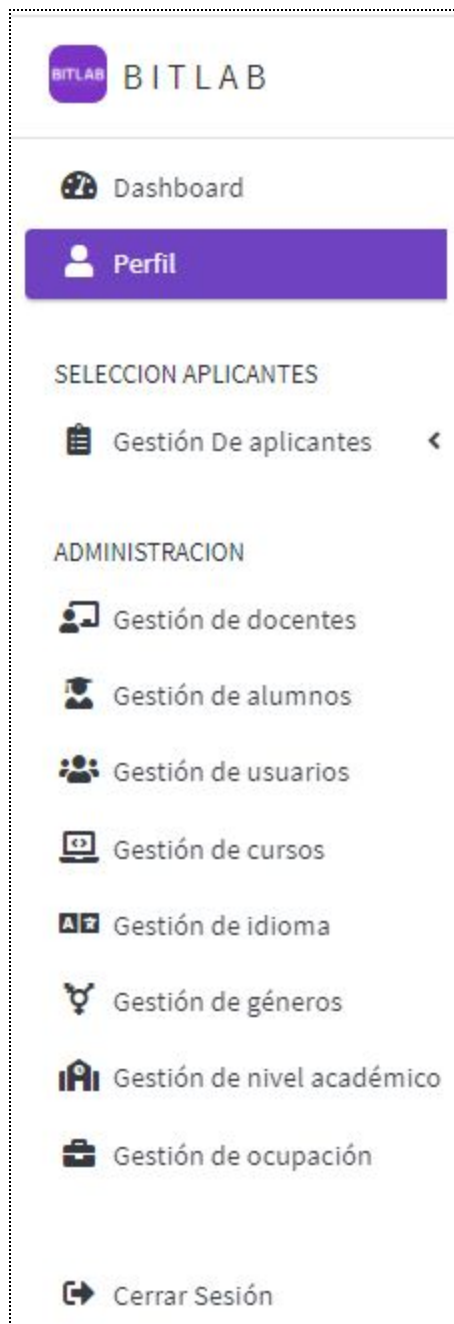 BITLAB BITLAB
Dashboard
Perfil
SELECCION APLICANTES
Gestión De aplicantes
ADMINISTRACION
Gestión de docentes
Gestión de alumnos
Gestión de usuarios
Gestión de cursos
Gestión de idioma
Gestión de géneros
Gestión de nivel académico
Gestión de ocupación
Cerrar Sesión